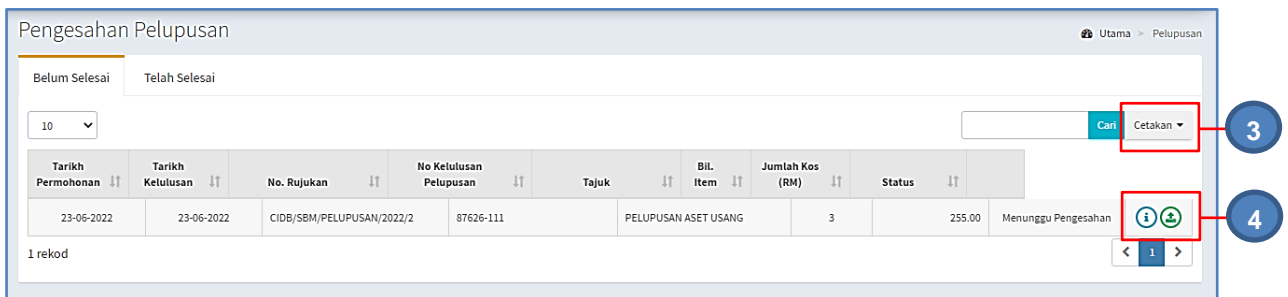 Pengesahan Pelupusan
Utama > Pelupusan
Belum Selesai Telah Selesai
10 Cari Cetakan 3
Tarikh Permohonan Tarikh Kelulusan No. Rujukan No Kelulusan Pelupusan Tajuk Bil. Item Jumlah Kos (RM) Status
23-06-2022 23-06-2022 CIDB/SBM/PELUPUSAN/2022/2 87626-111 PELUPUSAN ASET USANG 3 255.00 Menunggu Pengesahan 4
1 rekod < 1 >